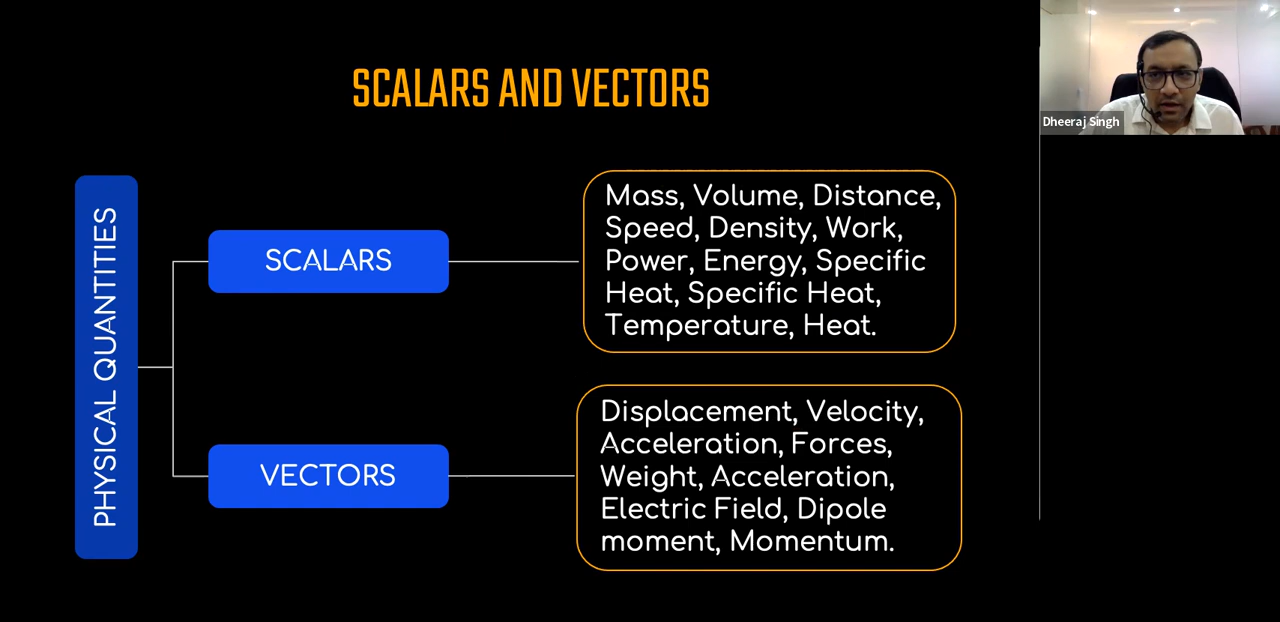 SCALARS AND VECTORS
Dheeraj Singh
PHYSICAL QUANTITIES
SCALARS
Mass, Volume, Distance,
Speed, Density, Work,
Power, Energy, Specific
Heat, Specific Heat,
Temperature, Heat.
VECTORS
Displacement, Velocity,
Acceleration, Forces,
Weight, Acceleration,
Electric Field, Dipole
moment, Momentum.